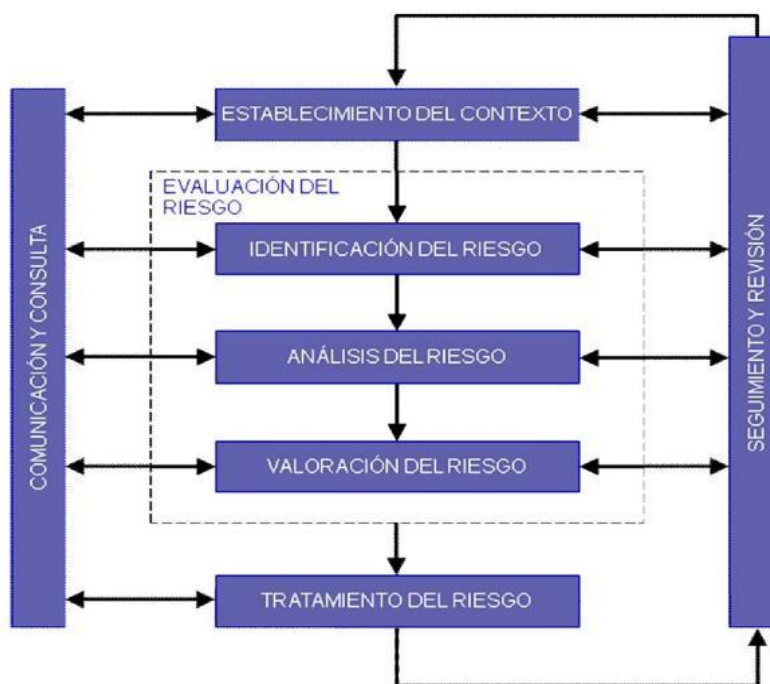 ESTABLECIMIENTO DEL CONTEXTO
EVALUACIÓN DEL
RIESGO
IDENTIFICACIÓN DEL RIESGO
ANÁLISIS DEL RIESGO
VALORACIÓN DEL RIESGO
TRATAMIENTO DEL RIESGO
COMUNICACIÓN Y CONSULTA
SEGUIMIENTO Y REVISIÓN